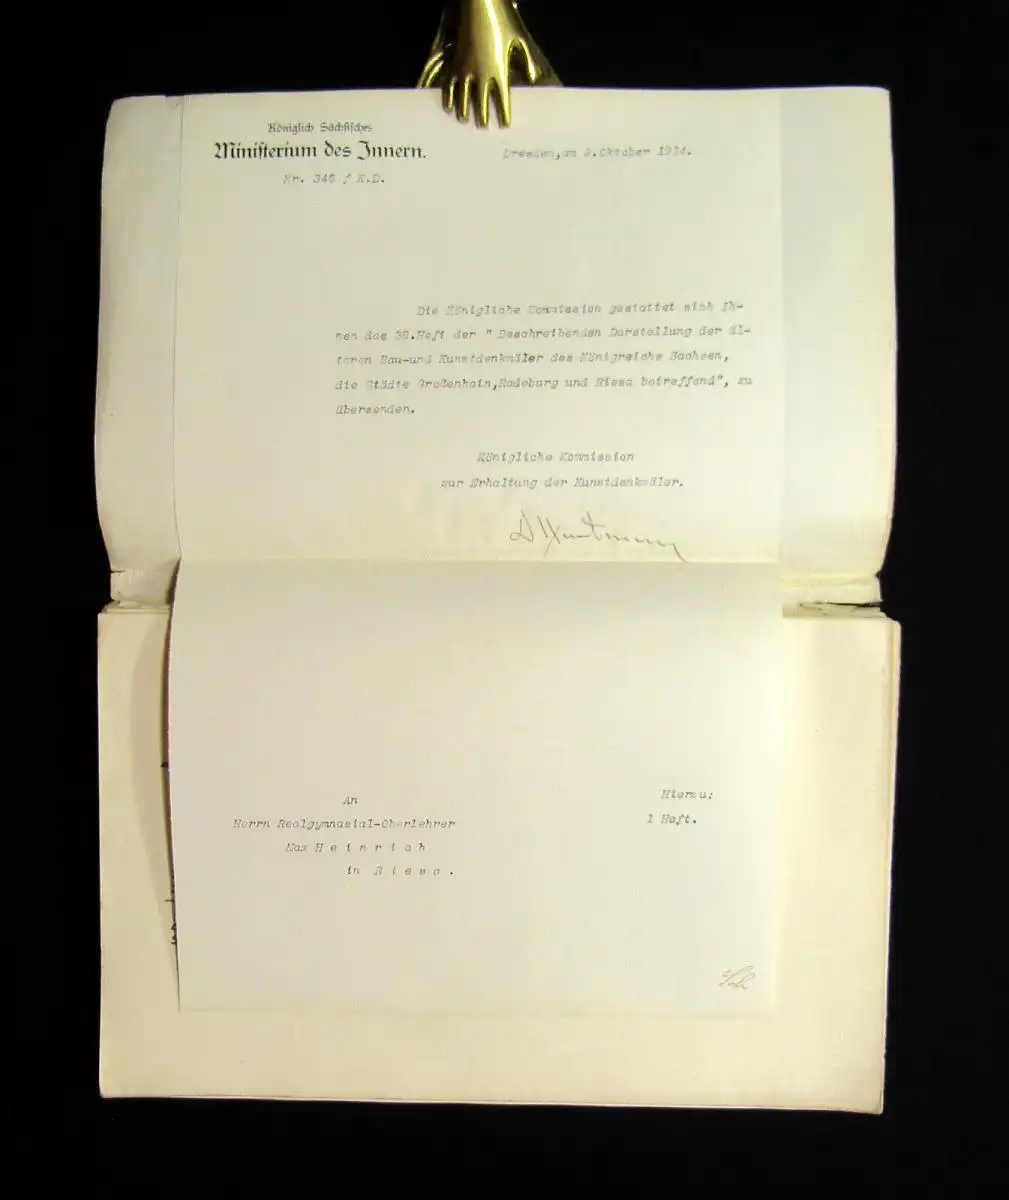 Königlich Sächsisches
Ministerium des Innern.
Nr. 346 / K.D.
Dresden, am 9. Oktober 1914.
Die Königliche Kommission gestattet sich Ih-
nen das 38. Heft der " Beschreibenden Darstellung der äl-
teren Bau-und Kunstdenkmäler des Königreichs Sachsen,
die Städte Großenhain, Radeburg und Riesa betreffend", zu
übersenden.
Königliche Kommission
zur Erhaltung der Kunstdenkmäler.
An
Herrn Realgymnasial-Oberlehrer
Max H e i n r i c h
in R i e s a .
Hierzu:
1 Heft.